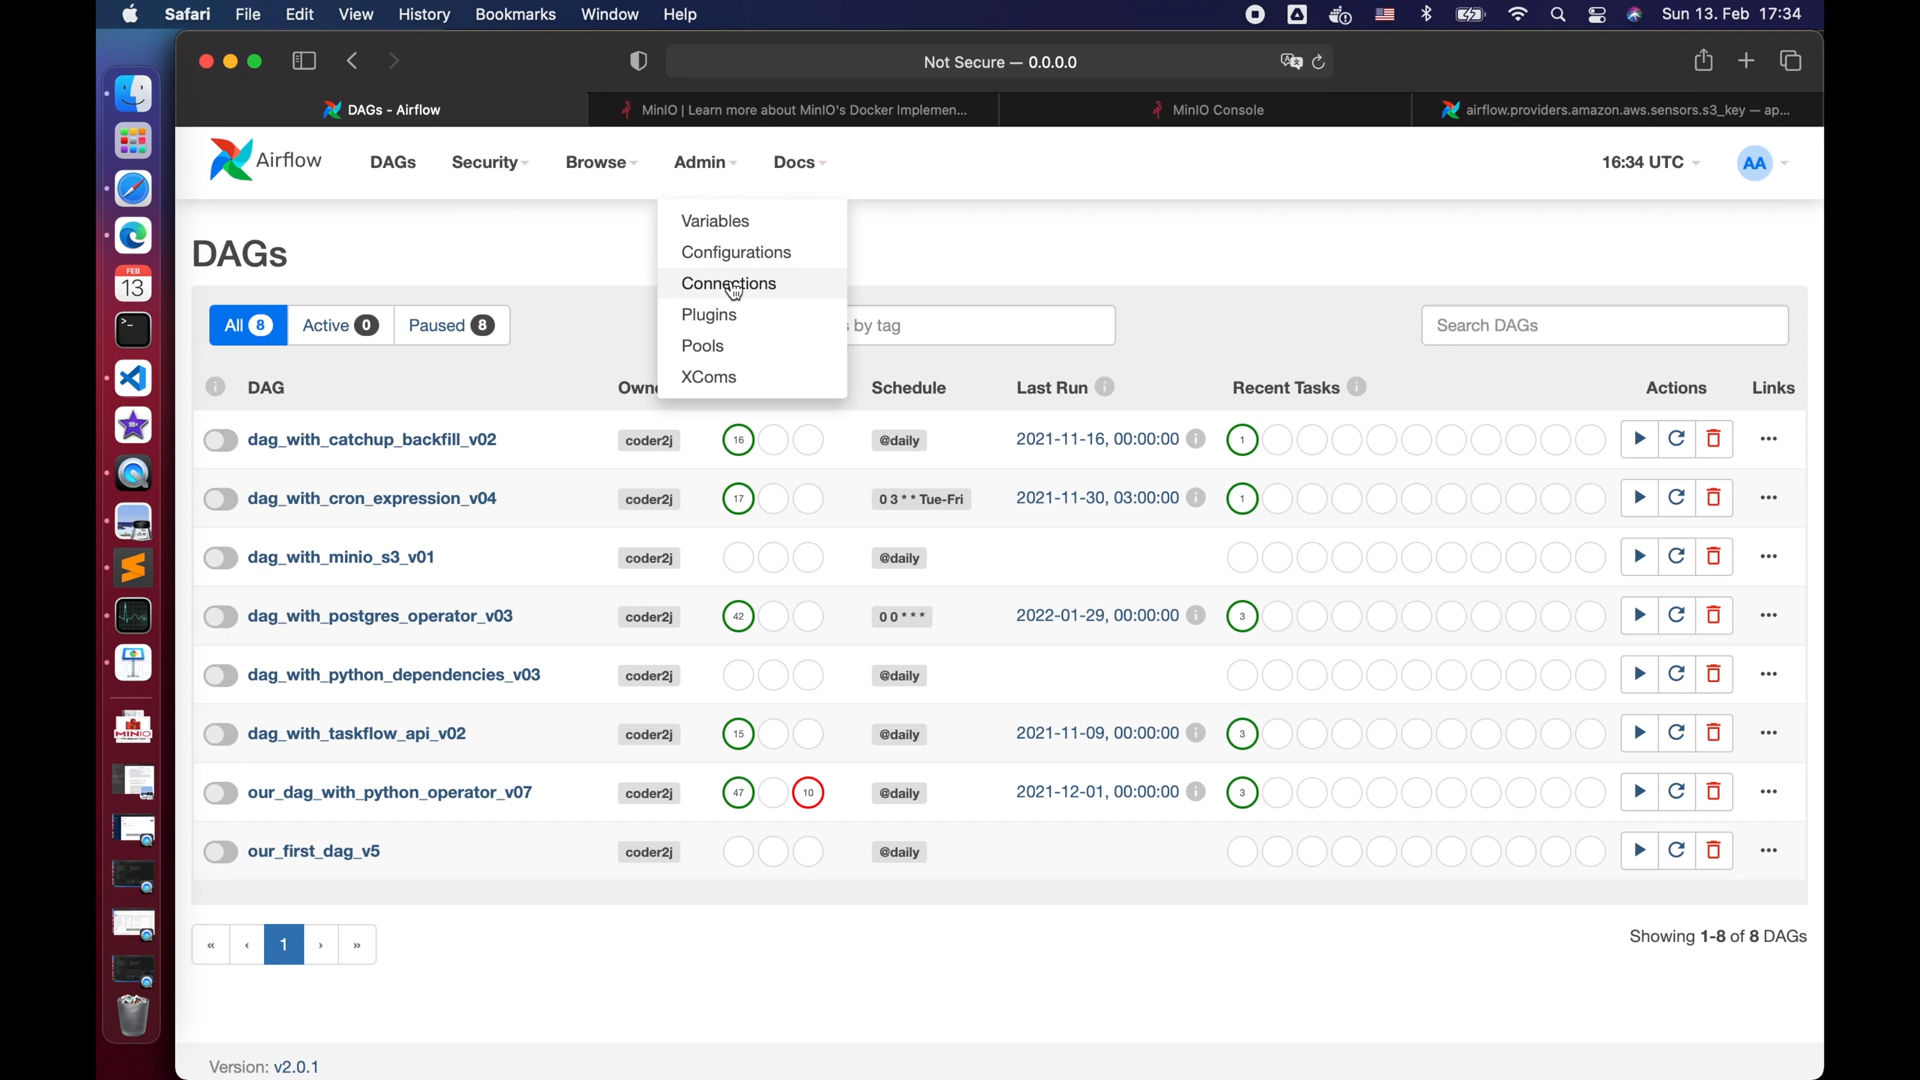 Safari File Edit View History Bookmarks Window Help Sun 13. Feb 17:34
Not Secure — 0.0.0.0
DAGs - Airflow MinIO | Learn more about MinIO's Docker Implemen... MinIO Console airflow.providers.amazon.aws.sensors.s3_key — ap...
Airflow DAGs Security Browse Admin Docs 16:34 UTC AA
Variables
Configurations
Connections
Plugins
Pools
XComs
DAGs
All 8 Active 0 Paused 8 by tag Search DAGs
DAG Schedule Last Run Recent Tasks Actions Links
dag_with_catchup_backfill_v02 coder2j 16 @daily 2021-11-16, 00:00:00 1
dag_with_cron_expression_v04 coder2j 17 0 3 * * Tue-Fri 2021-11-30, 03:00:00 1
dag_with_minio_s3_v01 coder2j @daily
dag_with_postgres_operator_v03 coder2j 42 0 0 * * * 2022-01-29, 00:00:00 3
dag_with_python_dependencies_v03 coder2j @daily
dag_with_taskflow_api_v02 coder2j 15 @daily 2021-11-09, 00:00:00 3
our_dag_with_python_operator_v07 coder2j 47 10 @daily 2021-12-01, 00:00:00 3
our_first_dag_v5 coder2j @daily
« ‹ 1 › »
Showing 1-8 of 8 DAGs
Version: v2.0.1
FEB
13
MINIO